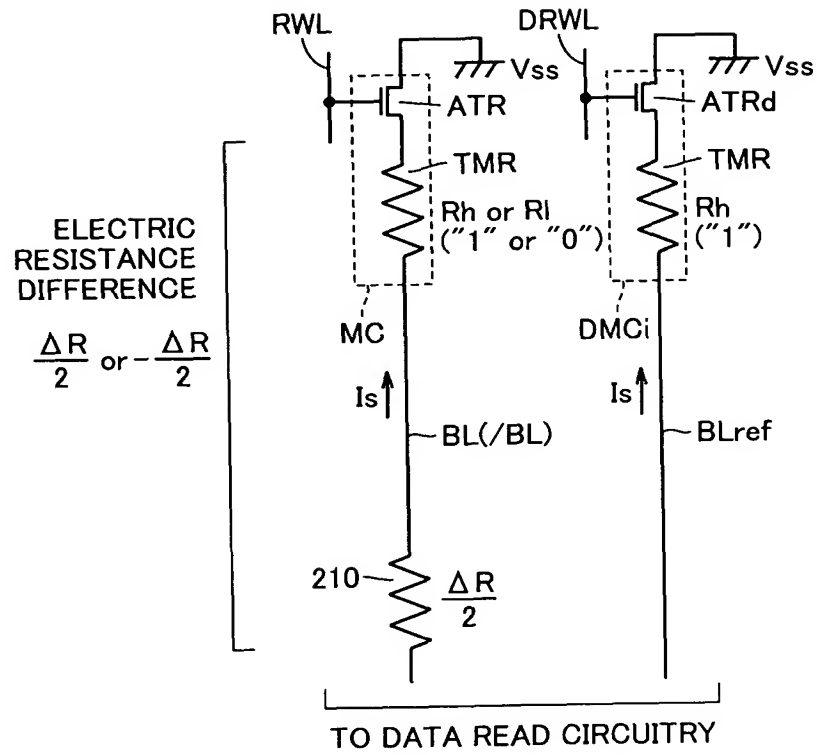 RWL
DRWL
Vss
Vss
ATR
ATRd
TMR
TMR
Rh or Rl
("1" or "0")
Rh
("1")
ELECTRIC
RESISTANCE
DIFFERENCE
ΔR/2 or -ΔR/2
MC
DMCi
Is
Is
BL(/BL)
BLref
210
ΔR/2
TO DATA READ CIRCUITRY